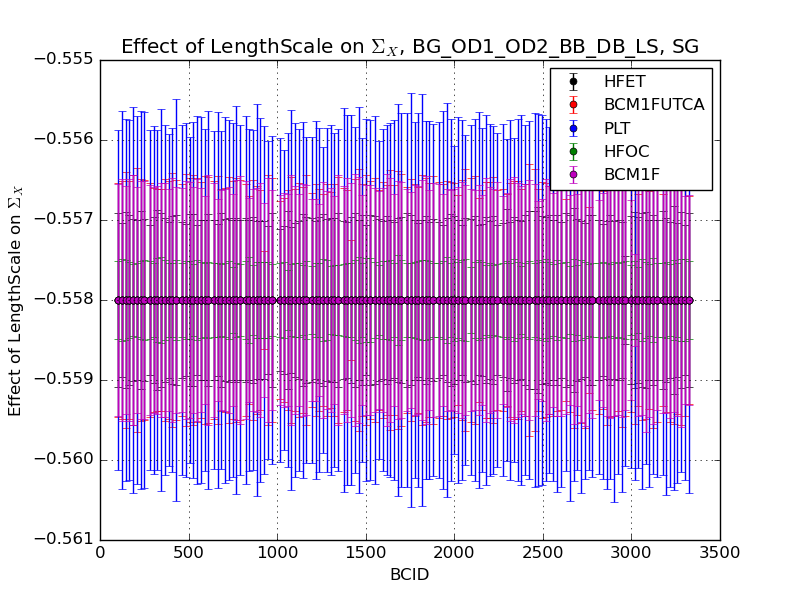 Effect of LengthScale on Σ_X, BG_OD1_OD2_BB_DB_LS, SG
Effect of LengthScale on Σ_X
−0.555
−0.556
−0.557
−0.558
−0.559
−0.560
−0.561
HFET
BCM1FUTCA
PLT
HFOC
BCM1F
0 500 1000 1500 2000 2500 3000 3500
BCID